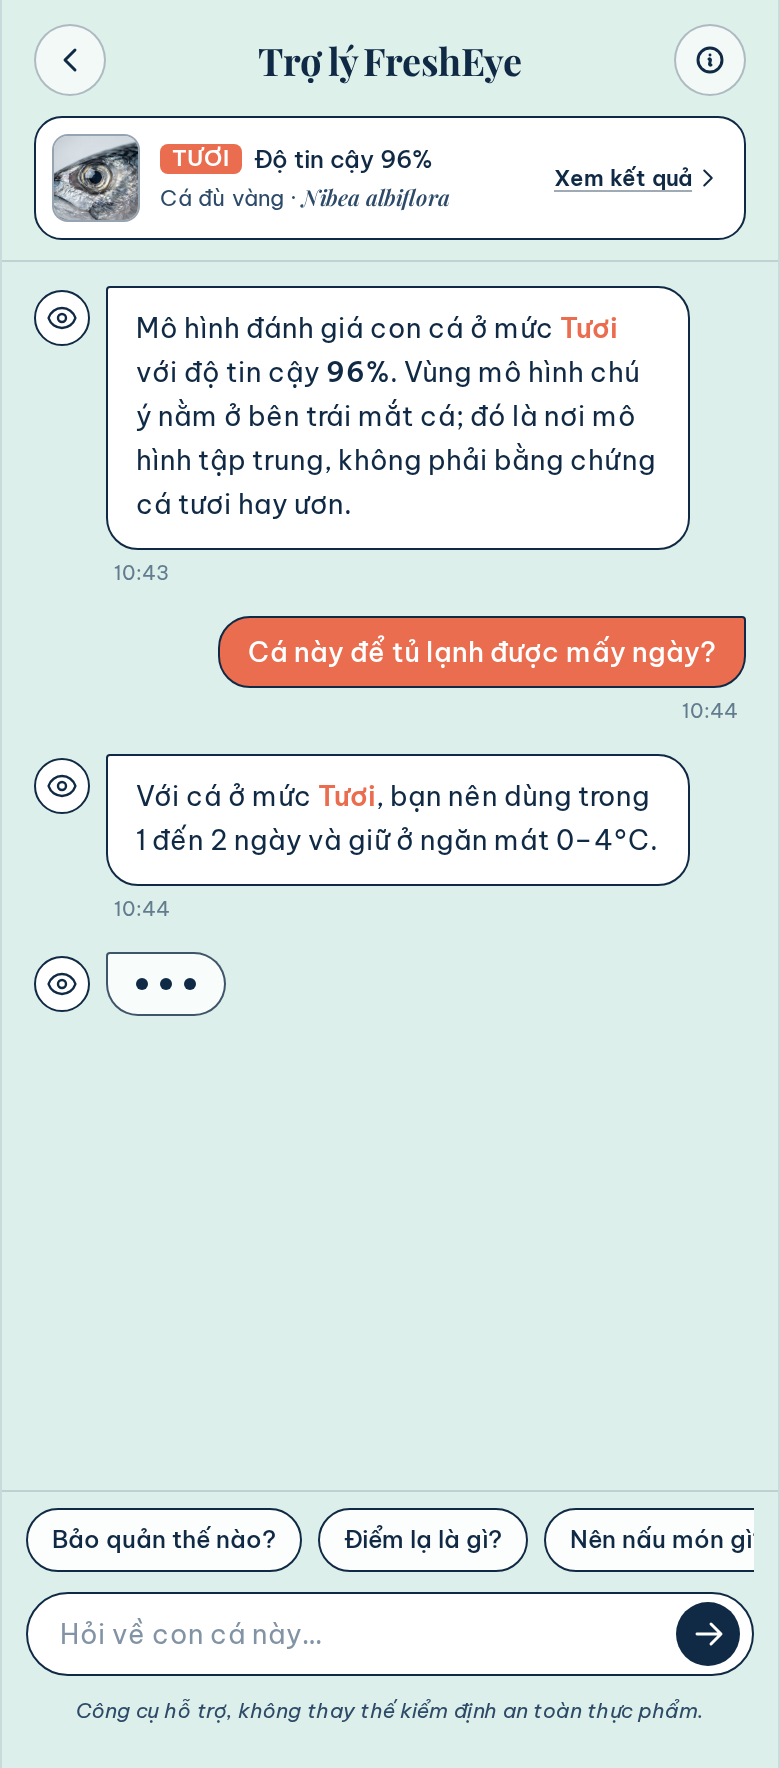 Trợ lý FreshEye
TƯƠI Độ tin cậy 96%
Cá đù vàng · Nibea albiflora
Xem kết quả
Mô hình đánh giá con cá ở mức Tươi
với độ tin cậy 96%. Vùng mô hình chú
ý nằm ở bên trái mắt cá; đó là nơi mô
hình tập trung, không phải bằng chứng
cá tươi hay ươn.
10:43
Cá này để tủ lạnh được mấy ngày?
10:44
Với cá ở mức Tươi, bạn nên dùng trong
1 đến 2 ngày và giữ ở ngăn mát 0–4°C.
10:44
Bảo quản thế nào?
Điểm lạ là gì?
Nên nấu món gì
Hỏi về con cá này...
Công cụ hỗ trợ, không thay thế kiểm định an toàn thực phẩm.